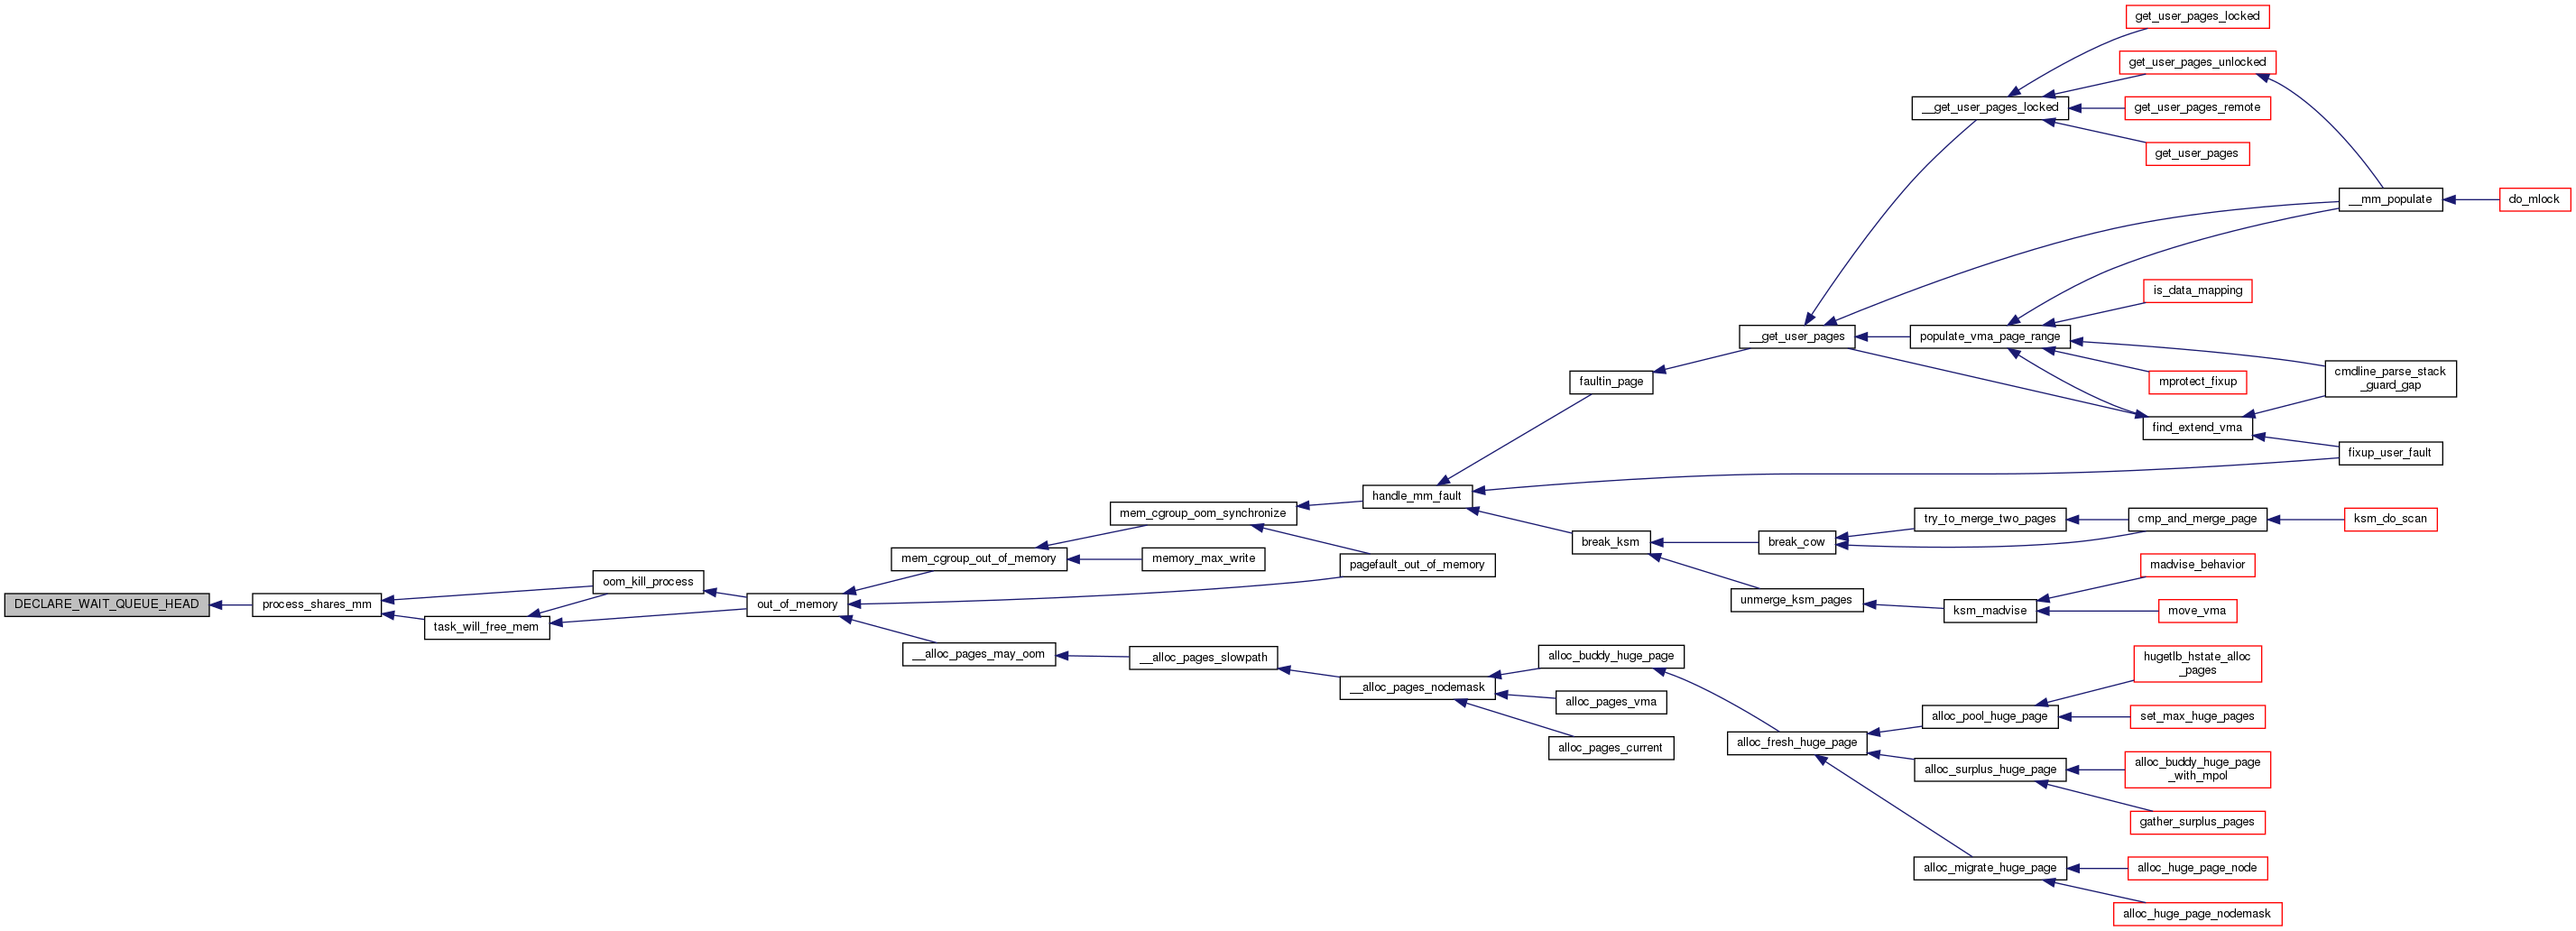 get_user_pages_locked
get_user_pages_unlocked
__get_user_pages_locked
get_user_pages_remote
get_user_pages
__mm_populate
do_mlock
is_data_mapping
__get_user_pages
populate_vma_page_range
faultin_page
mprotect_fixup
cmdline_parse_stack
_guard_gap
find_extend_vma
fixup_user_fault
handle_mm_fault
mem_cgroup_oom_synchronize
try_to_merge_two_pages
cmp_and_merge_page
ksm_do_scan
break_ksm
break_cow
mem_cgroup_out_of_memory
memory_max_write
pagefault_out_of_memory
madvise_behavior
oom_kill_process
unmerge_ksm_pages
DECLARE_WAIT_QUEUE_HEAD
process_shares_mm
out_of_memory
ksm_madvise
move_vma
task_will_free_mem
__alloc_pages_may_oom
__alloc_pages_slowpath
alloc_buddy_huge_page
hugetlb_hstate_alloc
_pages
__alloc_pages_nodemask
alloc_pages_vma
alloc_pool_huge_page
set_max_huge_pages
alloc_pages_current
alloc_fresh_huge_page
alloc_surplus_huge_page
alloc_buddy_huge_page
_with_mpol
gather_surplus_pages
alloc_migrate_huge_page
alloc_huge_page_node
alloc_huge_page_nodemask